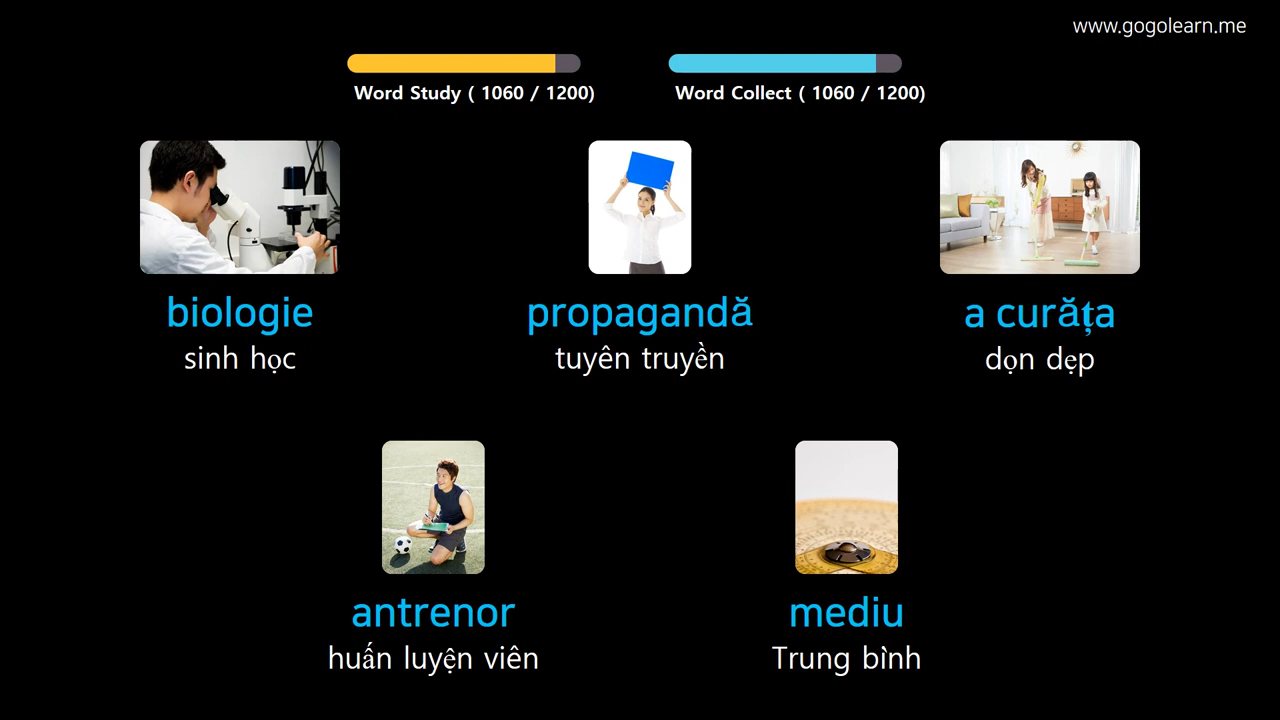 www.gogolearn.me
Word Study ( 1060 / 1200)
Word Collect ( 1060 / 1200)
biologie
sinh học
propagandă
tuyên truyền
a curăța
dọn dẹp
antrenor
huấn luyện viên
mediu
Trung bình